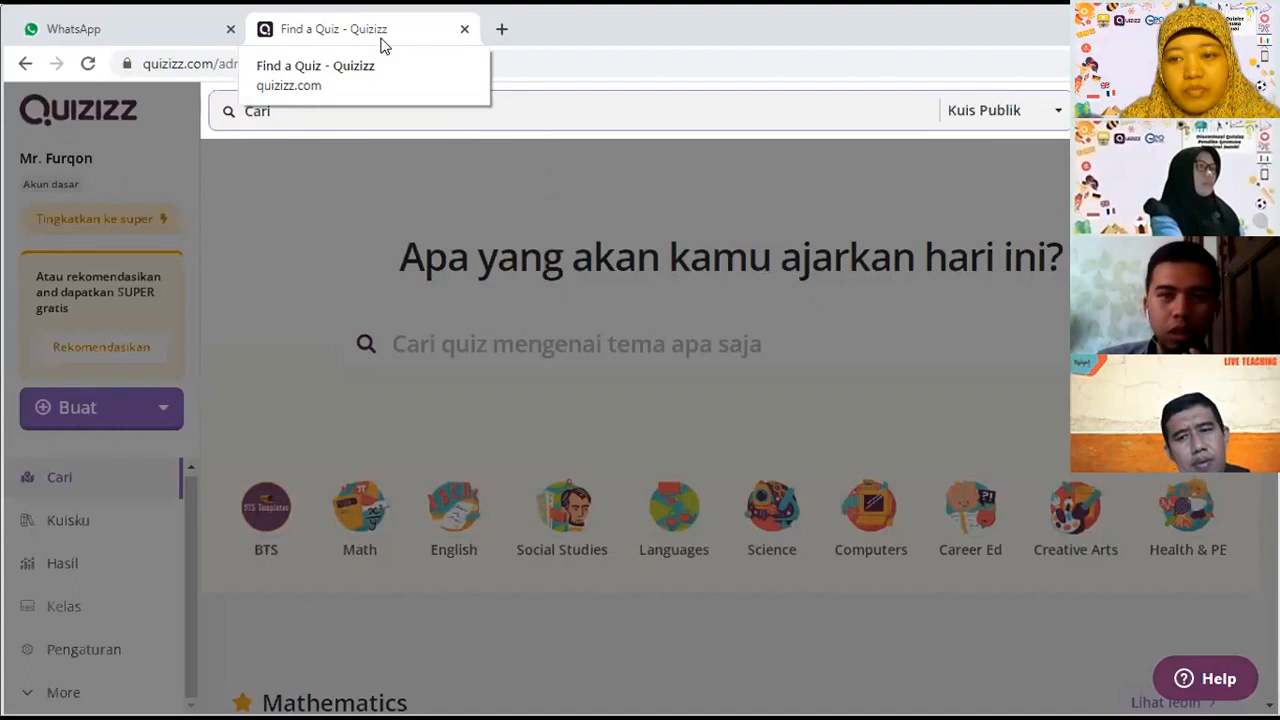 WhatsApp
Find a Quiz - Quizizz
quizizz.com/adr
Find a Quiz - Quizizz
quizizz.com
QUIZIZZ
Cari
Kuis Publik
Mr. Furqon
Akun dasar
Tingkatkan ke super
Atau rekomendasikan
and dapatkan SUPER
gratis
Rekomendasikan
Buat
Cari
Kuisku
Hasil
Kelas
Pengaturan
More
Apa yang akan kamu ajarkan hari ini?
Cari quiz mengenai tema apa saja
BTS Templates
BTS
Math
English
Social Studies
Languages
Science
Computers
Career Ed
Creative Arts
Health & PE
Mathematics
Lihat lebih
Help
QUIZIZZ
LIVE TEACHING